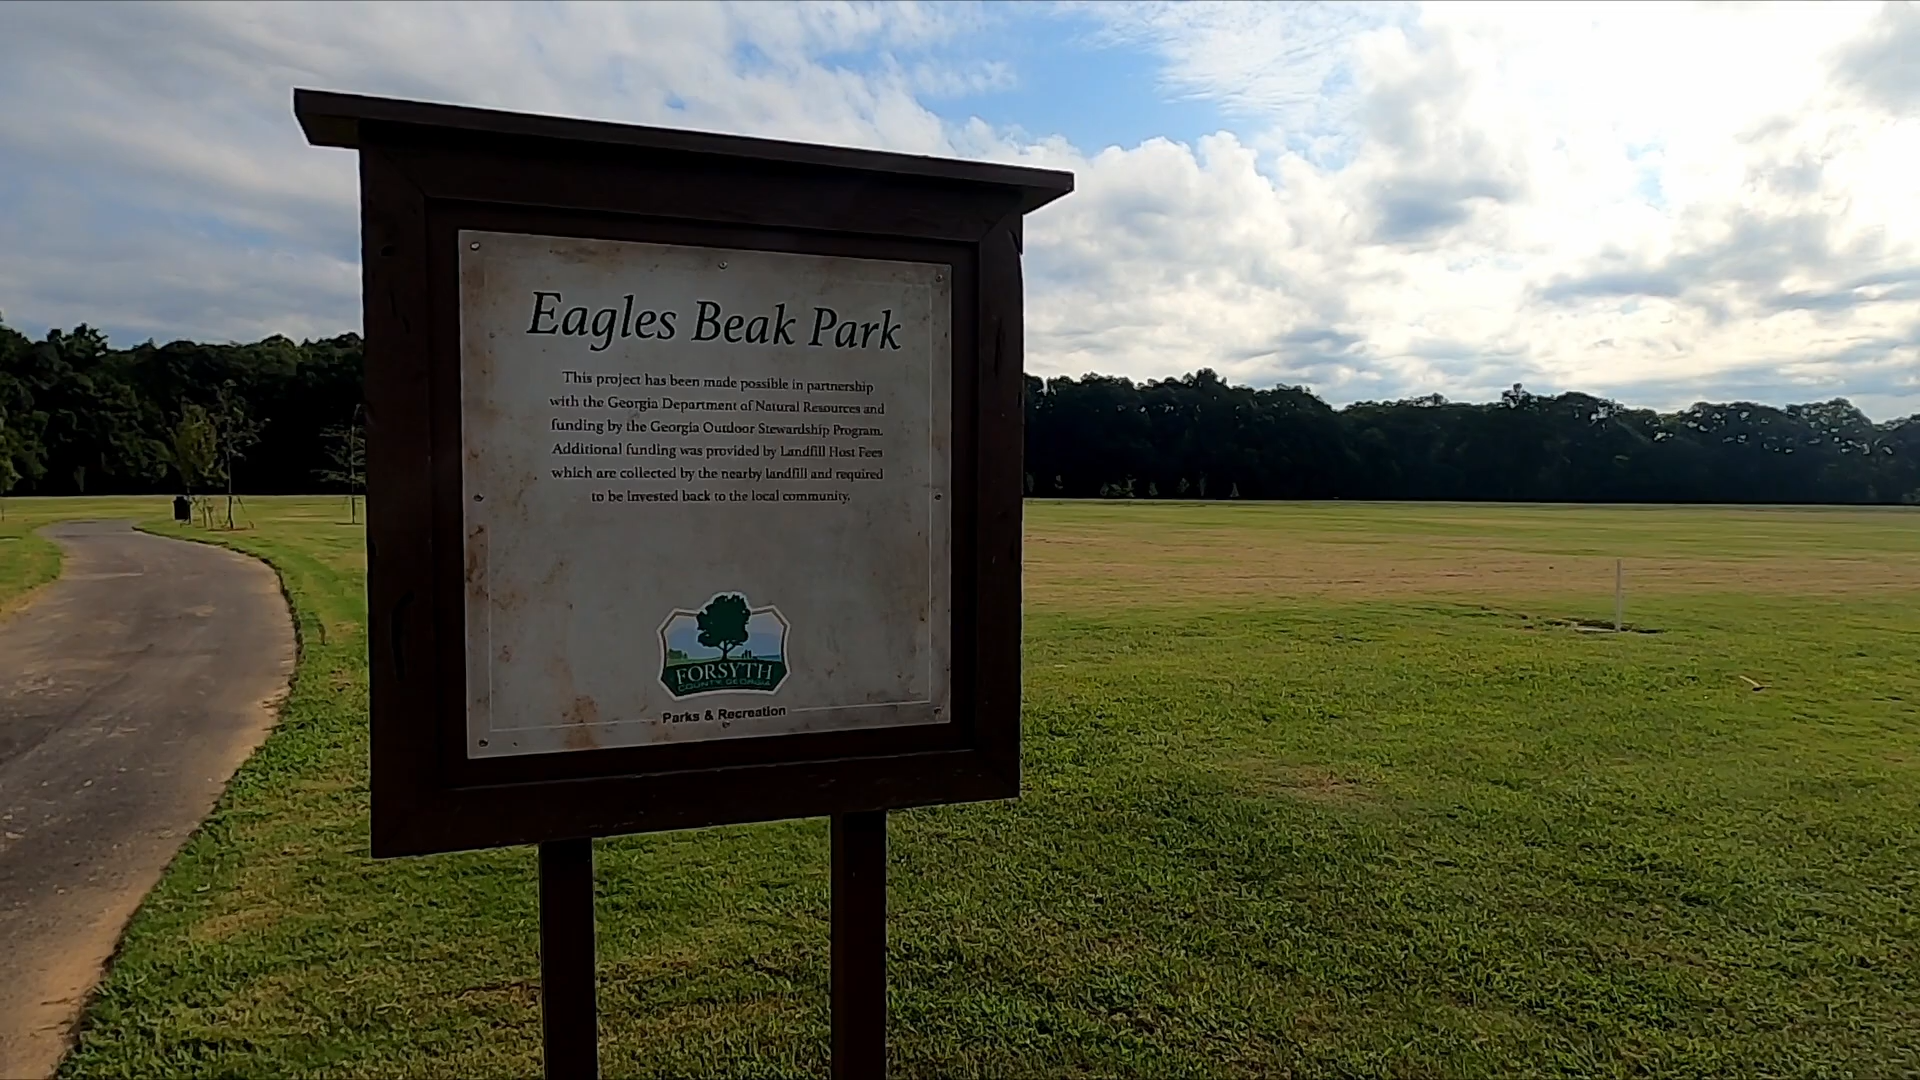 Eagles Beak Park
This project has been made possible in partnership
with the Georgia Department of Natural Resources and
funding by the Georgia Outdoor Stewardship Program.
Additional funding was provided by Landfill Host Fees
which are collected by the nearby landfill and required
to be invested back to the local community.
FORSYTH
COUNTY GEORGIA
Parks & Recreation